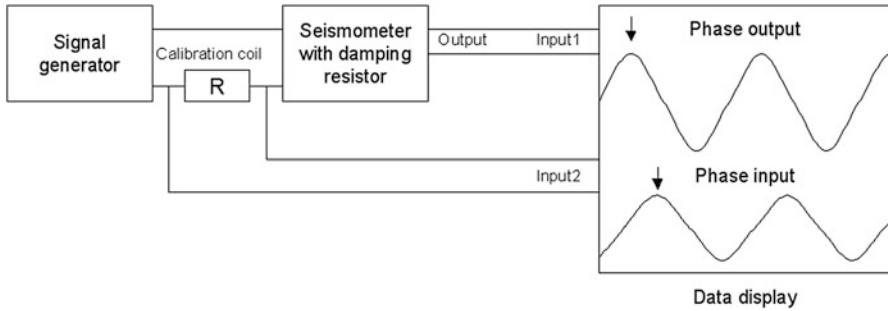 Signal
generator
Calibration coil
R
Seismometer
with damping
resistor
Output
Input1
Input2
Phase output
Phase input
Data display